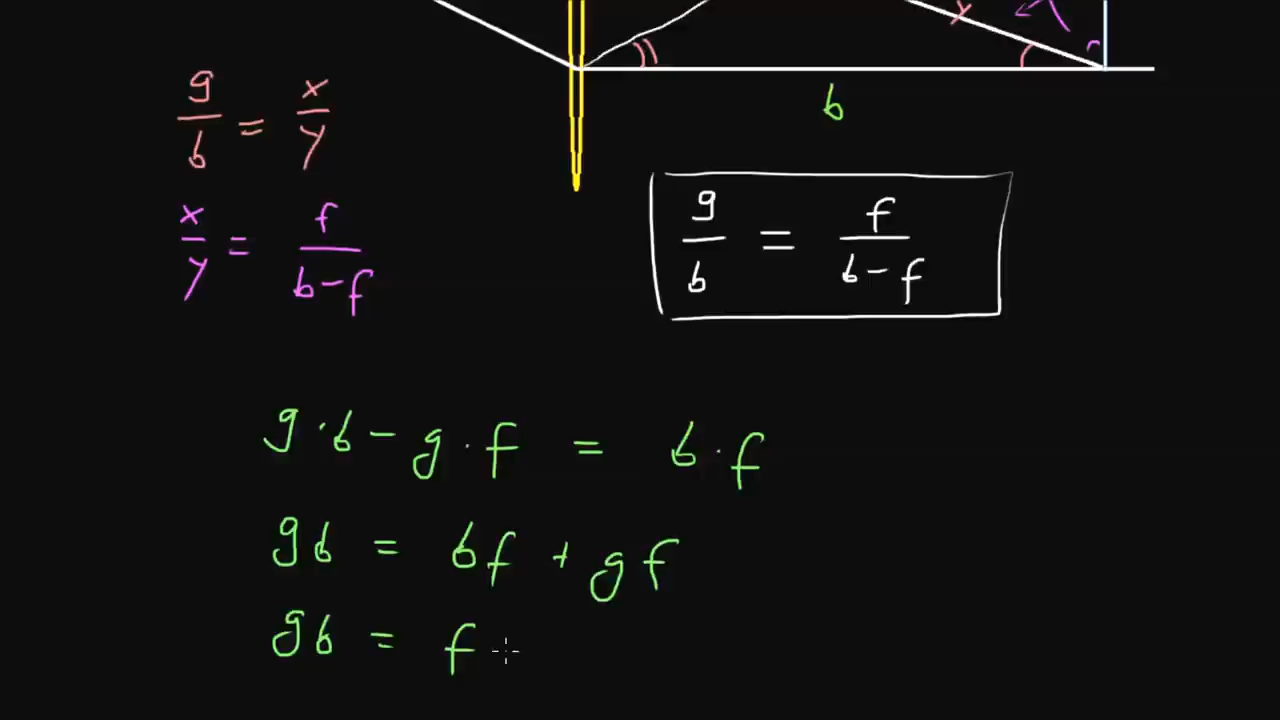 x
b
g/b = x/y
x/y = f/(b-f)
g/b = f/(b-f)
g·b - g·f = b·f
gb = bf + gf
gb = f